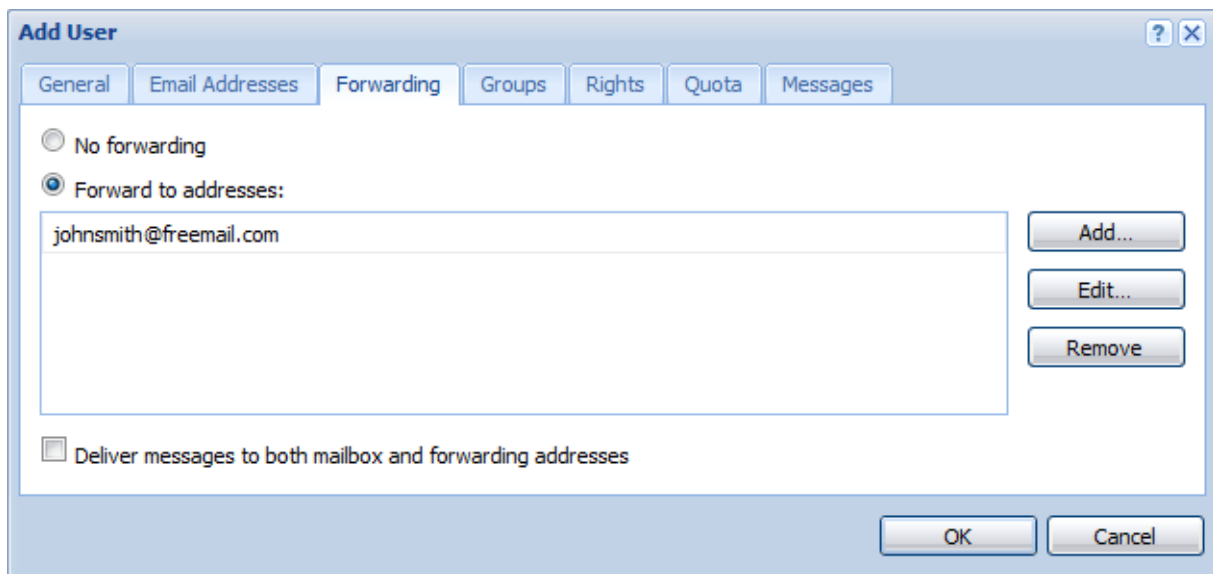 Add User
General Email Addresses Forwarding Groups Rights Quota Messages
No forwarding
Forward to addresses:
johnsmith@freemail.com
Add...
Edit...
Remove
Deliver messages to both mailbox and forwarding addresses
OK Cancel